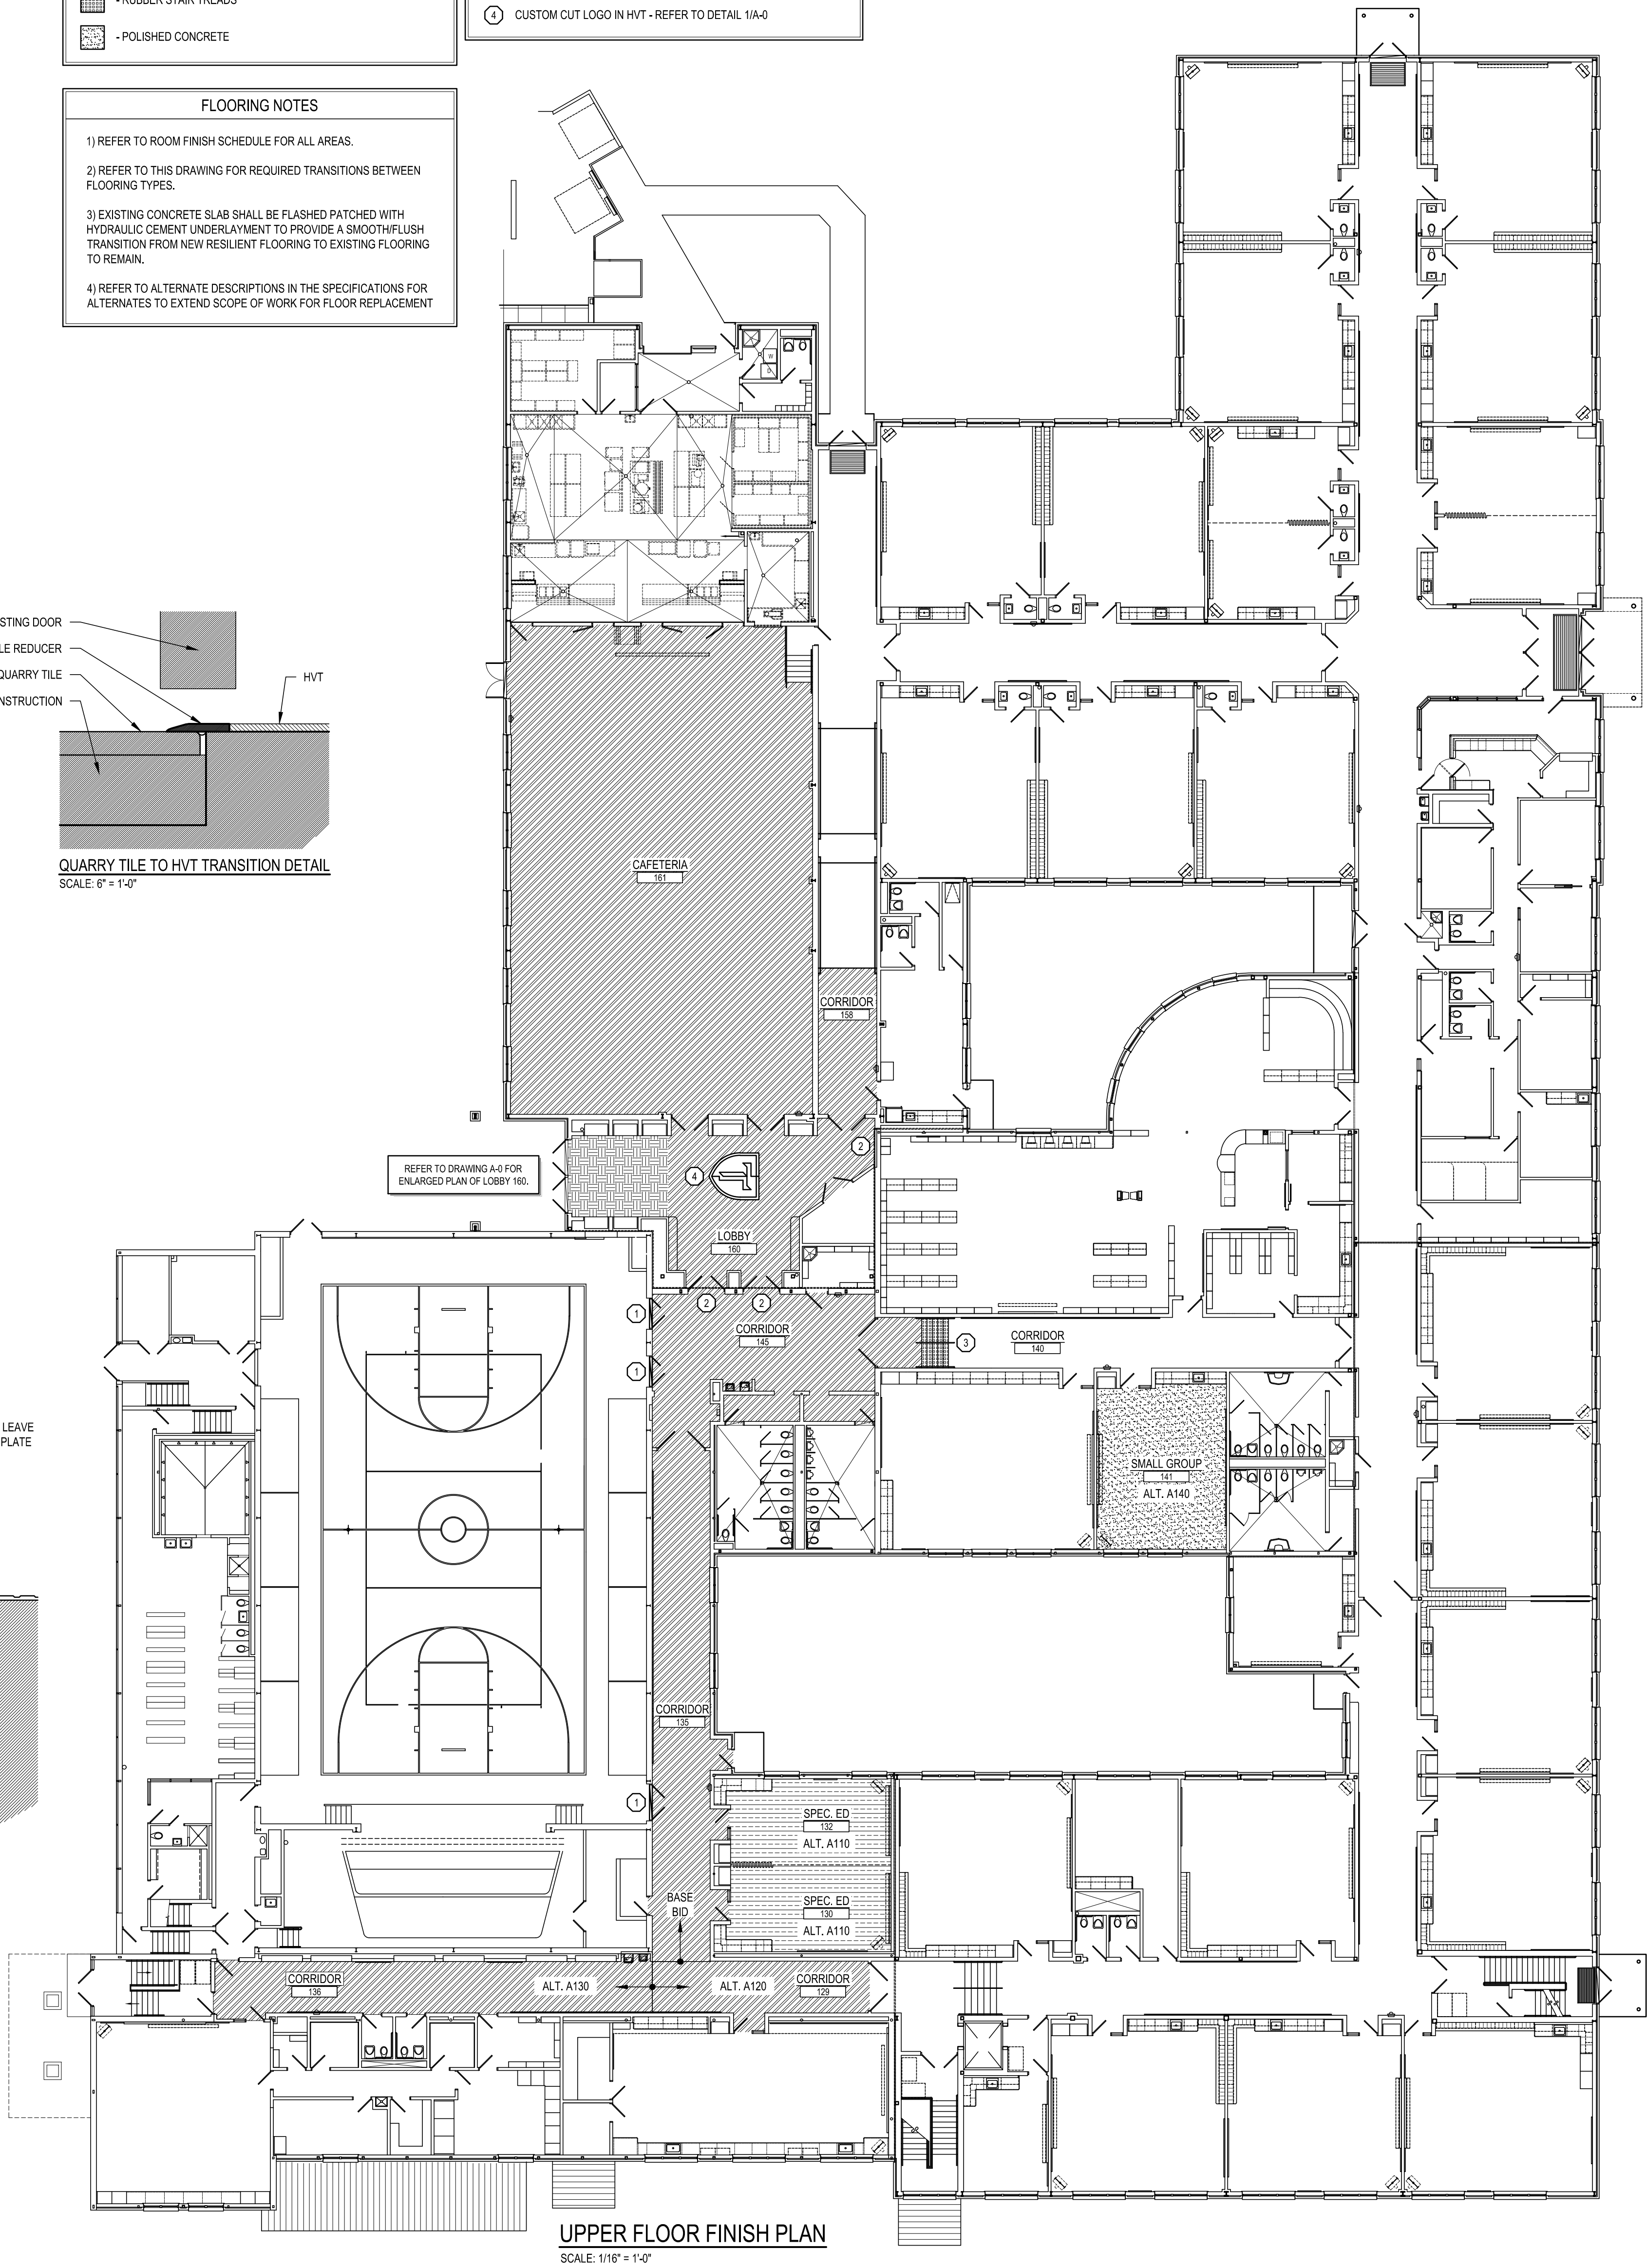 - RUBBER STAIR TREADS
- POLISHED CONCRETE
4 CUSTOM CUT LOGO IN HVT - REFER TO DETAIL 1/A-0
FLOORING NOTES
1) REFER TO ROOM FINISH SCHEDULE FOR ALL AREAS.
2) REFER TO THIS DRAWING FOR REQUIRED TRANSITIONS BETWEEN
FLOORING TYPES.
3) EXISTING CONCRETE SLAB SHALL BE FLASHED PATCHED WITH
HYDRAULIC CEMENT UNDERLAYMENT TO PROVIDE A SMOOTH/FLUSH
TRANSITION FROM NEW RESILIENT FLOORING TO EXISTING FLOORING
TO REMAIN.
4) REFER TO ALTERNATE DESCRIPTIONS IN THE SPECIFICATIONS FOR
ALTERNATES TO EXTEND SCOPE OF WORK FOR FLOOR REPLACEMENT
W
D
STING DOOR
LE REDUCER
QUARRY TILE
NSTRUCTION
HVT
QUARRY TILE TO HVT TRANSITION DETAIL
SCALE: 6" = 1'-0"
CAFETERIA
161
CORRIDOR
158
2
REFER TO DRAWING A-0 FOR
ENLARGED PLAN OF LOBBY 160.
4
LOBBY
160
1
2
2
CORRIDOR
145
3
CORRIDOR
140
1
LEAVE
PLATE
SMALL GROUP
141
ALT. A140
CORRIDOR
135
1
SPEC. ED
132
ALT. A110
SPEC. ED
130
ALT. A110
BASE
BID
CORRIDOR
136
ALT. A130
ALT. A120
CORRIDOR
129
UPPER FLOOR FINISH PLAN
SCALE: 1/16" = 1'-0"